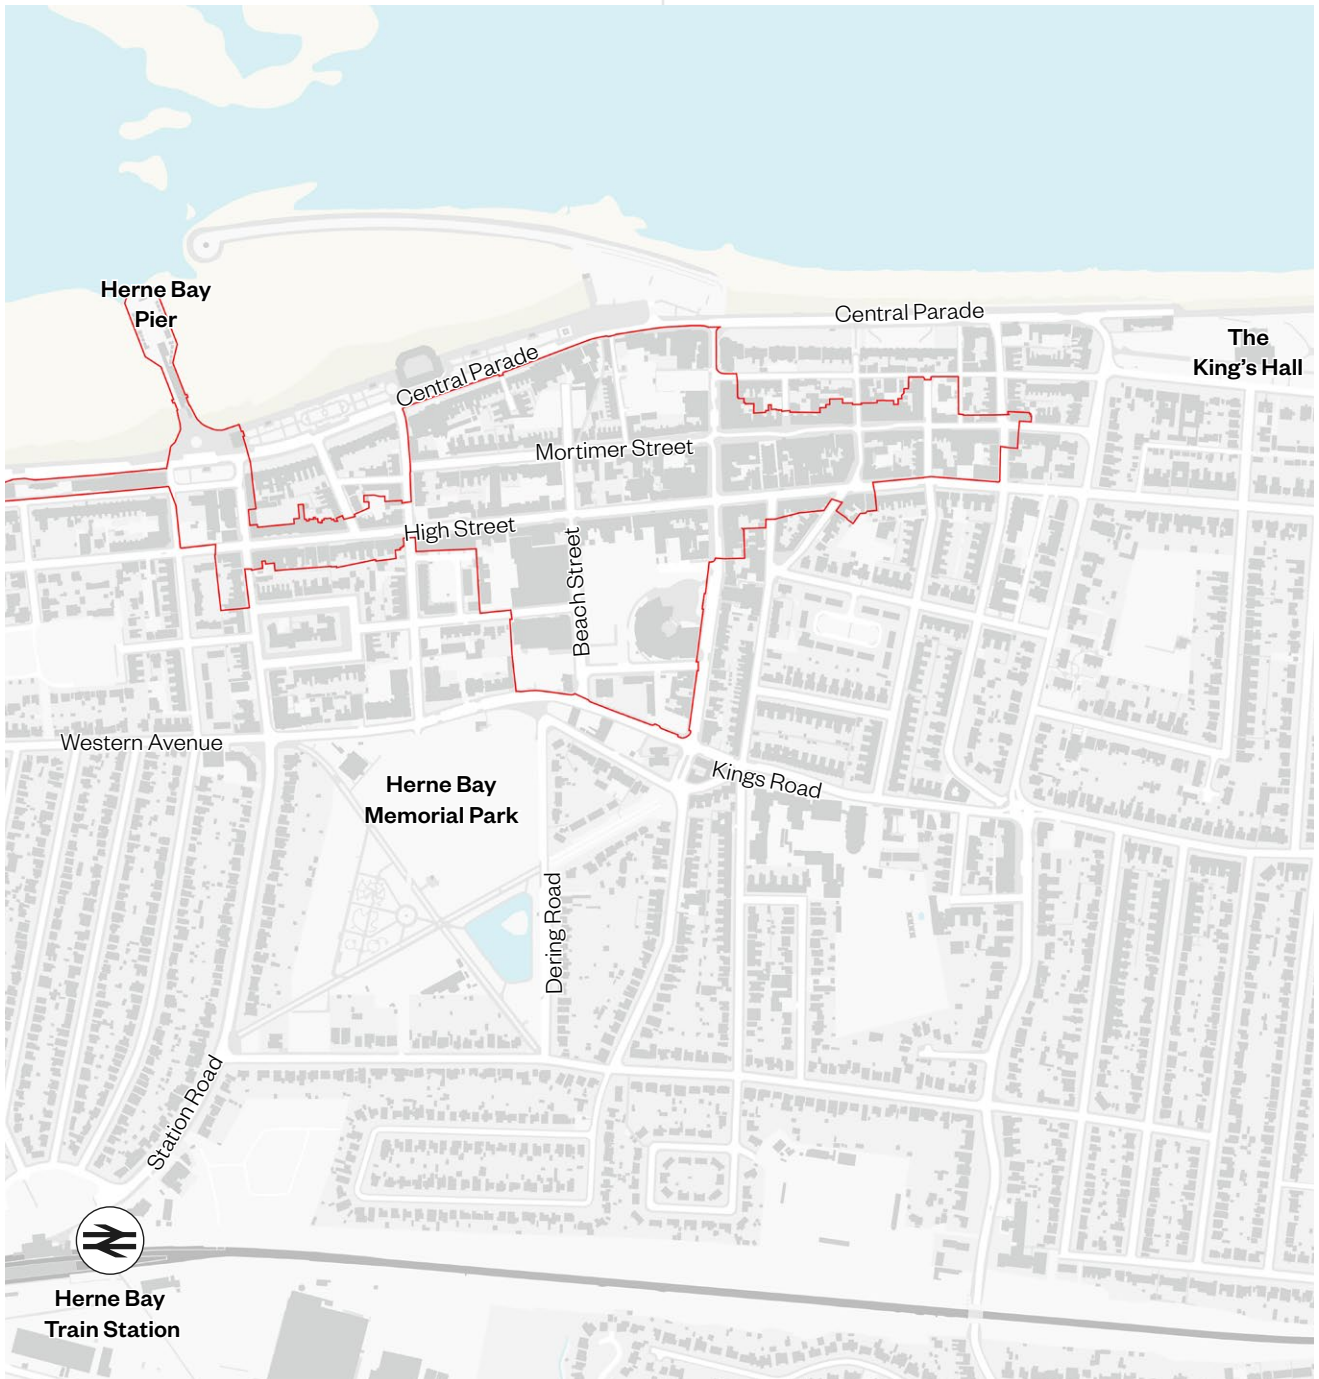 Herne Bay
Pier
Central Parade
The
King's Hall
Central Parade
Mortimer Street
High Street
Beach Street
Western Avenue
Kings Road
Herne Bay
Memorial Park
Dering Road
Station Road
Herne Bay
Train Station